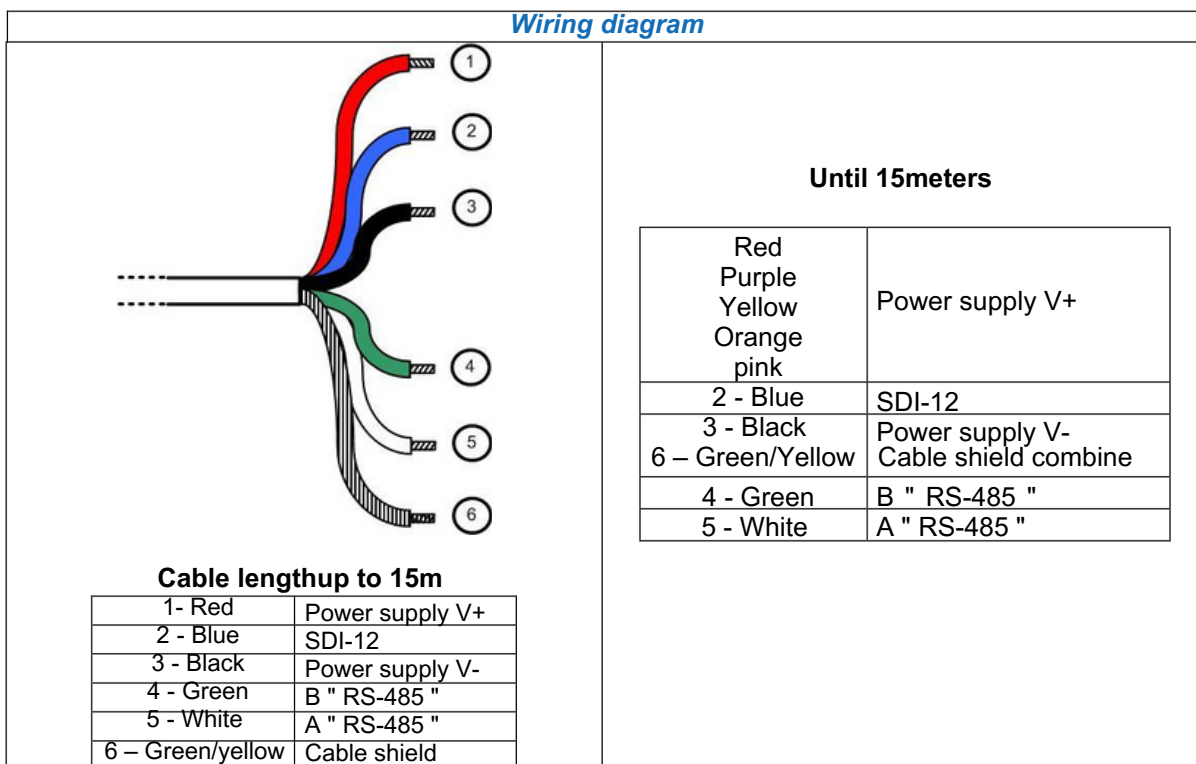 Wiring diagram
1
2
3
4
5
6
Cable lengthup to 15m
1- Red Power supply V+
2 - Blue SDI-12
3 - Black Power supply V-
4 - Green B " RS-485 "
5 - White A " RS-485 "
6 – Green/yellow Cable shield
Until 15meters
Red
Purple
Yellow
Orange
pink
Power supply V+
2 - Blue SDI-12
3 - Black Power supply V-
6 – Green/Yellow Cable shield combine
4 - Green B " RS-485 "
5 - White A " RS-485 "